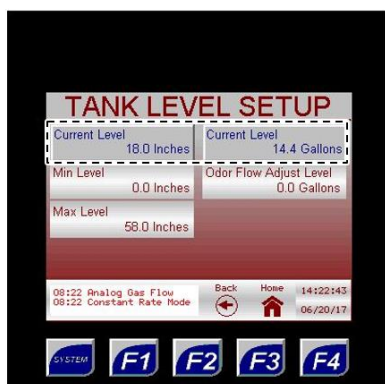 TANK LEVEL SETUP
Current Level
18.0 Inches
Current Level
14.4 Gallons
Min Level
0.0 Inches
Odor Flow Adjust Level
0.0 Gallons
Max Level
58.0 Inches
08:22 Analog Gas Flow
08:22 Constant Rate Mode
Back
Home
14:22:43
06/20/17
SYSTEM
F1
F2
F3
F4